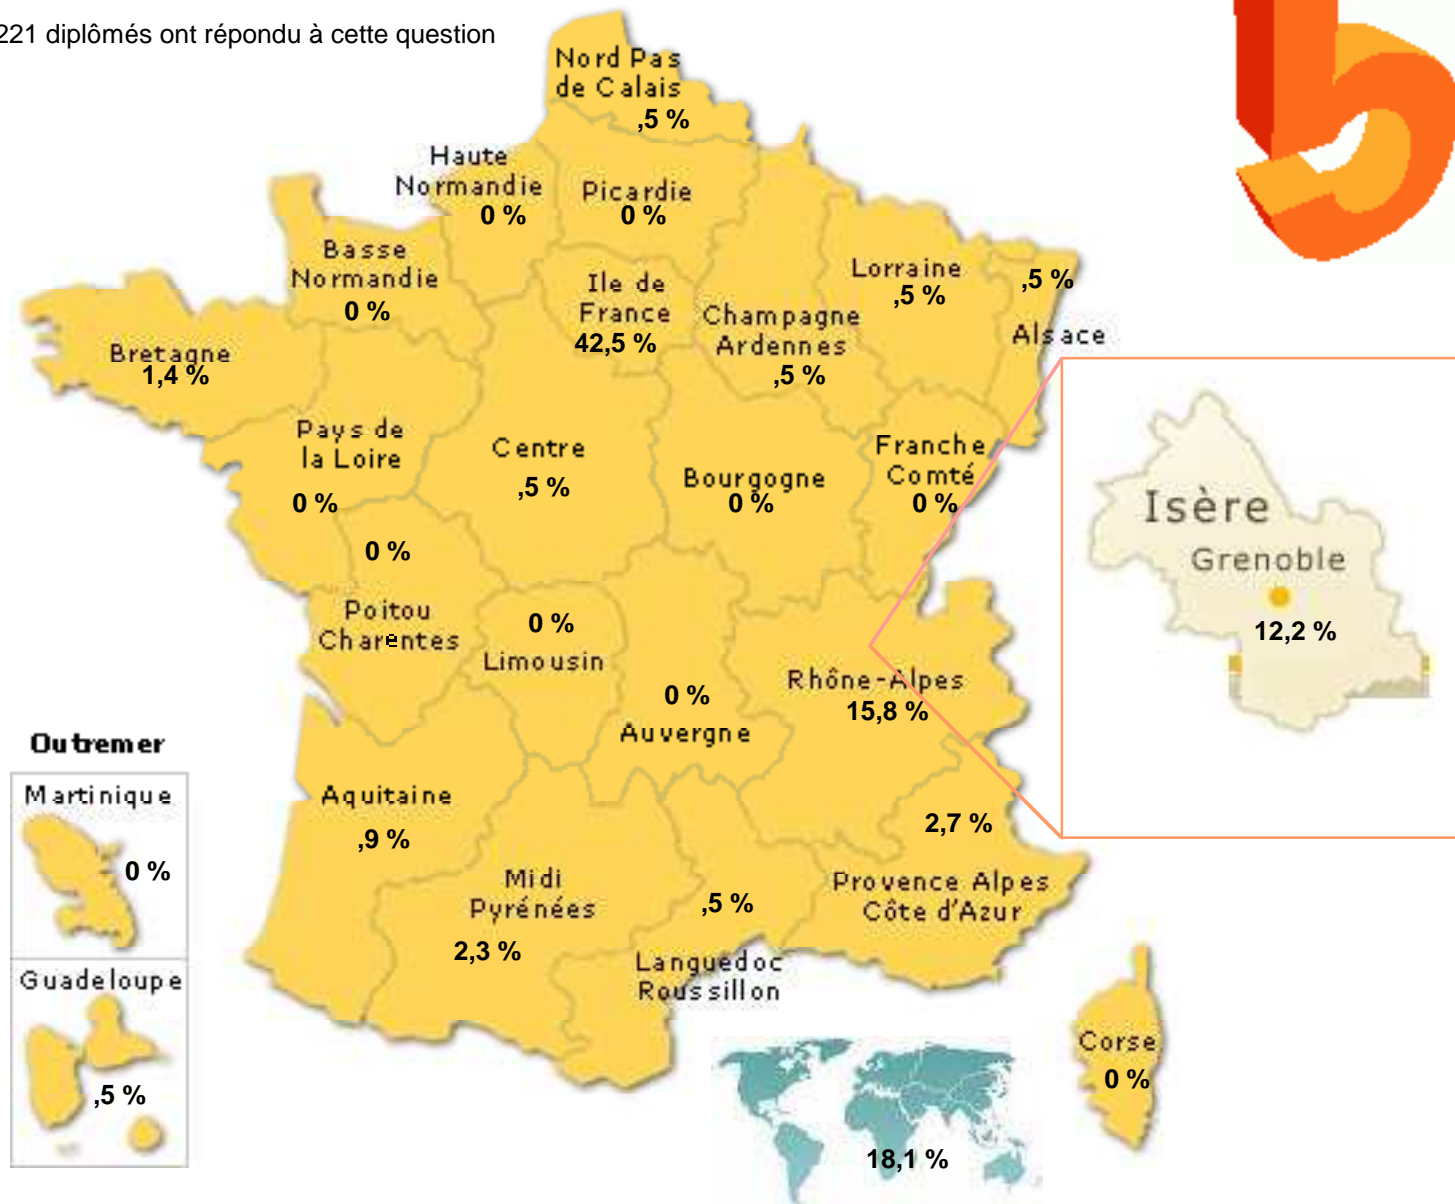 221 diplômés ont répondu à cette question
Nord Pas
de Calais
,5 %
Haute
Normandie
0 %
Picardie
0 %
Basse
Normandie
0 %
Ile de
France
42,5 %
Champagne
Ardennes
,5 %
Lorraine
,5 %
,5 %
Alsace
Bretagne
1,4 %
Pays de
la Loire
0 %
Centre
,5 %
Bourgogne
0 %
Franche
Comté
0 %
Isère
Grenoble
12,2 %
0 %
Poitou
Charentes
0 %
Limousin
0 %
Auvergne
Rhône-Alpes
15,8 %
Outremer
Martinique
0 %
Guadeloupe
,5 %
Aquitaine
,9 %
Midi
Pyrénées
2,3 %
,5 %
Languedoc
Roussillon
2,7 %
Provence Alpes
Côte d'Azur
Corse
0 %
18,1 %